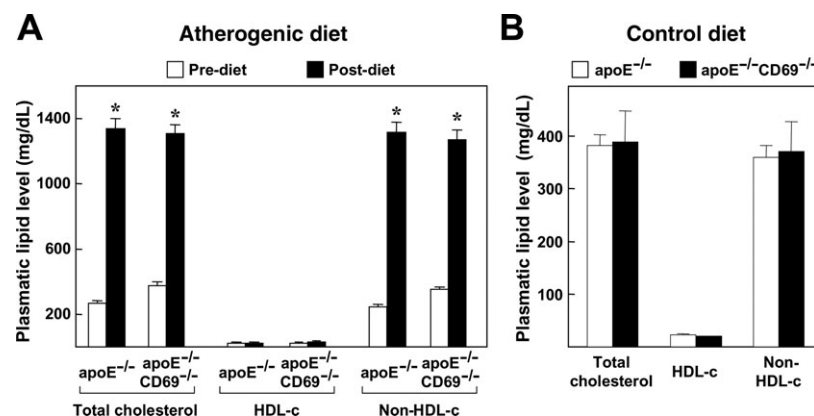 A
Atherogenic diet
Pre-diet Post-diet
Plasmatic lipid level (mg/dL)
1400
1000
600
200
* * * *
apoE−/− apoE−/−CD69−/− apoE−/− apoE−/−CD69−/− apoE−/− apoE−/−CD69−/−
Total cholesterol HDL-c Non-HDL-c
B
Control diet
apoE−/− apoE−/−CD69−/−
Plasmatic lipid level (mg/dL)
400
300
200
100
Total cholesterol HDL-c Non-HDL-c